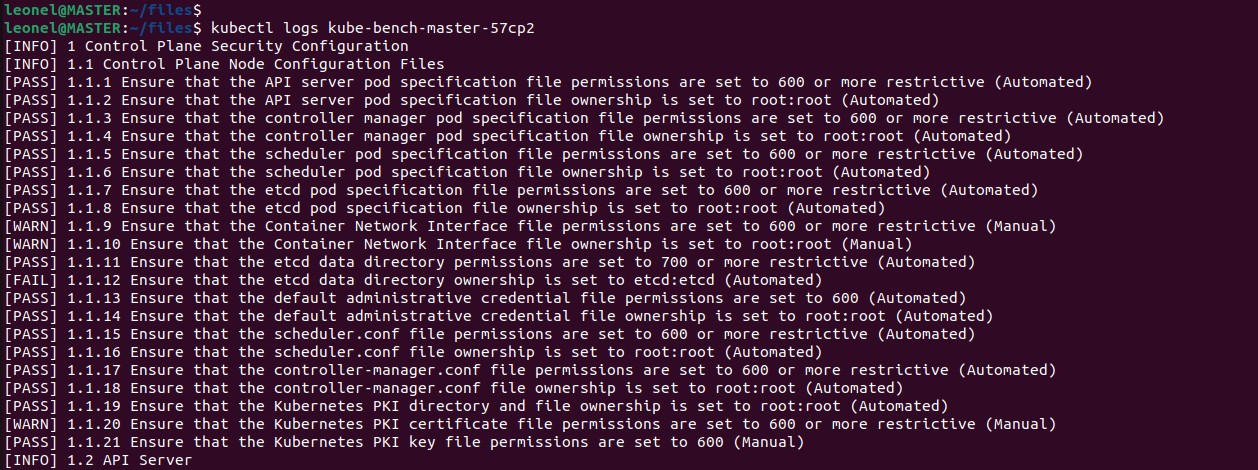 leonel@MASTER:~/files$
leonel@MASTER:~/files$ kubectl logs kube-bench-master-57cp2
[INFO] 1 Control Plane Security Configuration
[INFO] 1.1 Control Plane Node Configuration Files
[PASS] 1.1.1 Ensure that the API server pod specification file permissions are set to 600 or more restrictive (Automated)
[PASS] 1.1.2 Ensure that the API server pod specification file ownership is set to root:root (Automated)
[PASS] 1.1.3 Ensure that the controller manager pod specification file permissions are set to 600 or more restrictive (Automated)
[PASS] 1.1.4 Ensure that the controller manager pod specification file ownership is set to root:root (Automated)
[PASS] 1.1.5 Ensure that the scheduler pod specification file permissions are set to 600 or more restrictive (Automated)
[PASS] 1.1.6 Ensure that the scheduler pod specification file ownership is set to root:root (Automated)
[PASS] 1.1.7 Ensure that the etcd pod specification file permissions are set to 600 or more restrictive (Automated)
[PASS] 1.1.8 Ensure that the etcd pod specification file ownership is set to root:root (Automated)
[WARN] 1.1.9 Ensure that the Container Network Interface file permissions are set to 600 or more restrictive (Manual)
[WARN] 1.1.10 Ensure that the Container Network Interface file ownership is set to root:root (Manual)
[PASS] 1.1.11 Ensure that the etcd data directory permissions are set to 700 or more restrictive (Automated)
[FAIL] 1.1.12 Ensure that the etcd data directory ownership is set to etcd:etcd (Automated)
[PASS] 1.1.13 Ensure that the default administrative credential file permissions are set to 600 (Automated)
[PASS] 1.1.14 Ensure that the default administrative credential file ownership is set to root:root (Automated)
[PASS] 1.1.15 Ensure that the scheduler.conf file permissions are set to 600 or more restrictive (Automated)
[PASS] 1.1.16 Ensure that the scheduler.conf file ownership is set to root:root (Automated)
[PASS] 1.1.17 Ensure that the controller-manager.conf file permissions are set to 600 or more restrictive (Automated)
[PASS] 1.1.18 Ensure that the controller-manager.conf file ownership is set to root:root (Automated)
[PASS] 1.1.19 Ensure that the Kubernetes PKI directory and file ownership is set to root:root (Automated)
[WARN] 1.1.20 Ensure that the Kubernetes PKI certificate file permissions are set to 600 or more restrictive (Manual)
[PASS] 1.1.21 Ensure that the Kubernetes PKI key file permissions are set to 600 (Manual)
[INFO] 1.2 API Server